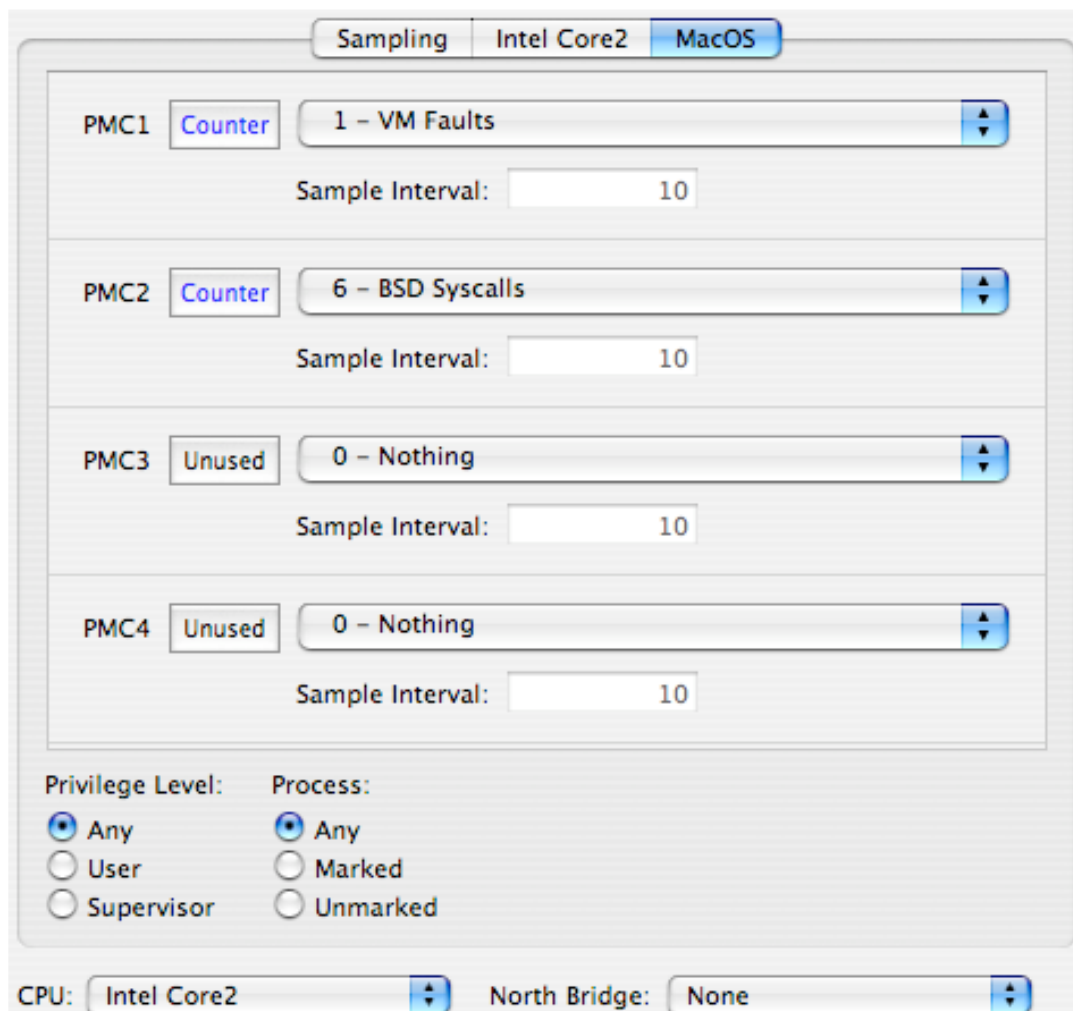 Sampling Intel Core2 MacOS
PMC1 Counter 1 – VM Faults
Sample Interval: 10
PMC2 Counter 6 – BSD Syscalls
Sample Interval: 10
PMC3 Unused 0 – Nothing
Sample Interval: 10
PMC4 Unused 0 – Nothing
Sample Interval: 10
Privilege Level: Process:
Any Any
User Marked
Supervisor Unmarked
CPU: Intel Core2 North Bridge: None